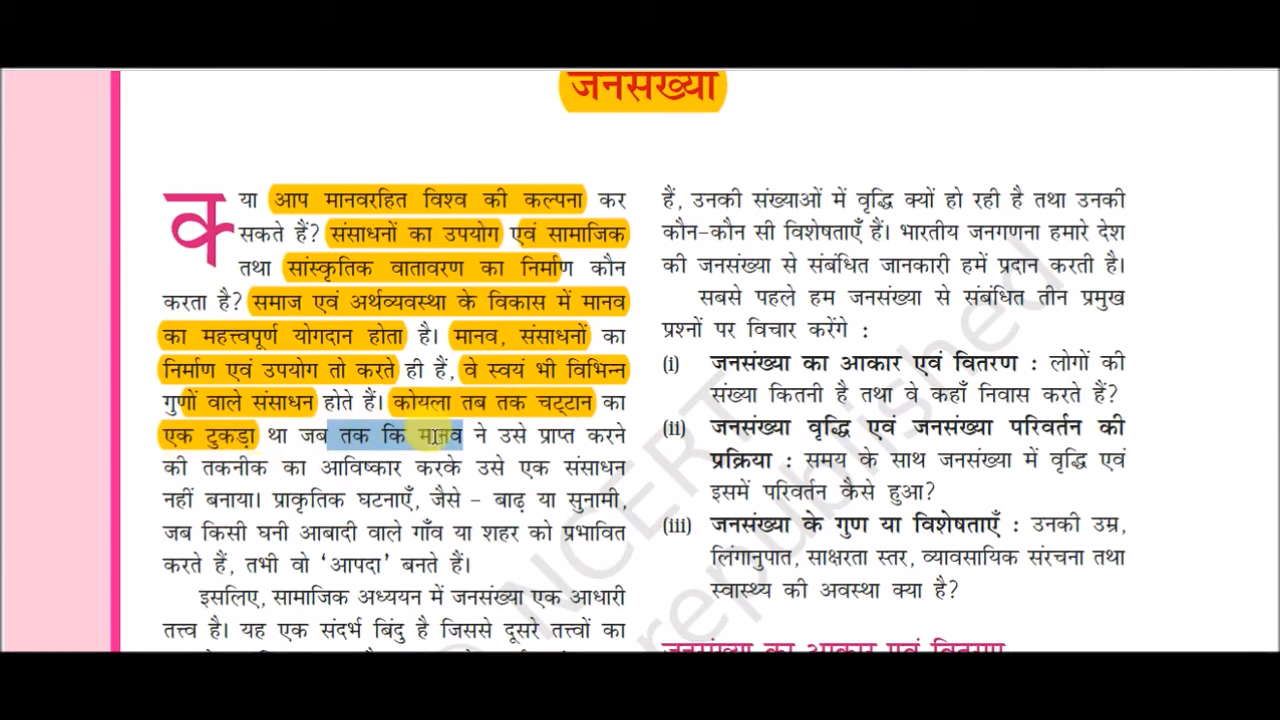 जनसंख्या
क्या आप मानवरहित विश्व की कल्पना कर
सकते हैं? संसाधनों का उपयोग एवं सामाजिक
तथा सांस्कृतिक वातावरण का निर्माण कौन
करता है? समाज एवं अर्थव्यवस्था के विकास में मानव
का महत्त्वपूर्ण योगदान होता है। मानव, संसाधनों का
निर्माण एवं उपयोग तो करते ही हैं, वे स्वयं भी विभिन्न
गुणों वाले संसाधन होते हैं। कोयला तब तक चट्टान का
एक टुकड़ा था जब तक कि मानव ने उसे प्राप्त करने
की तकनीक का आविष्कार करके उसे एक संसाधन
नहीं बनाया। प्राकृतिक घटनाएँ, जैसे – बाढ़ या सुनामी,
जब किसी घनी आबादी वाले गाँव या शहर को प्रभावित
करते हैं, तभी वो ‘आपदा’ बनते हैं।
इसलिए, सामाजिक अध्ययन में जनसंख्या एक आधारी
तत्त्व है। यह एक संदर्भ बिंदु है जिससे दूसरे तत्त्वों का
हैं, उनकी संख्याओं में वृद्धि क्यों हो रही है तथा उनकी
कौन-कौन सी विशेषताएँ हैं। भारतीय जनगणना हमारे देश
की जनसंख्या से संबंधित जानकारी हमें प्रदान करती है।
सबसे पहले हम जनसंख्या से संबंधित तीन प्रमुख
प्रश्नों पर विचार करेंगे :
(i) जनसंख्या का आकार एवं वितरण : लोगों की
संख्या कितनी है तथा वे कहाँ निवास करते हैं?
(ii) जनसंख्या वृद्धि एवं जनसंख्या परिवर्तन की
प्रक्रिया : समय के साथ जनसंख्या में वृद्धि एवं
इसमें परिवर्तन कैसे हुआ?
(iii) जनसंख्या के गुण या विशेषताएँ : उनकी उम्र,
लिंगानुपात, साक्षरता स्तर, व्यावसायिक संरचना तथा
स्वास्थ्य की अवस्था क्या है?
जनसंख्या का आकार एवं वितरण
© NCERT
republished